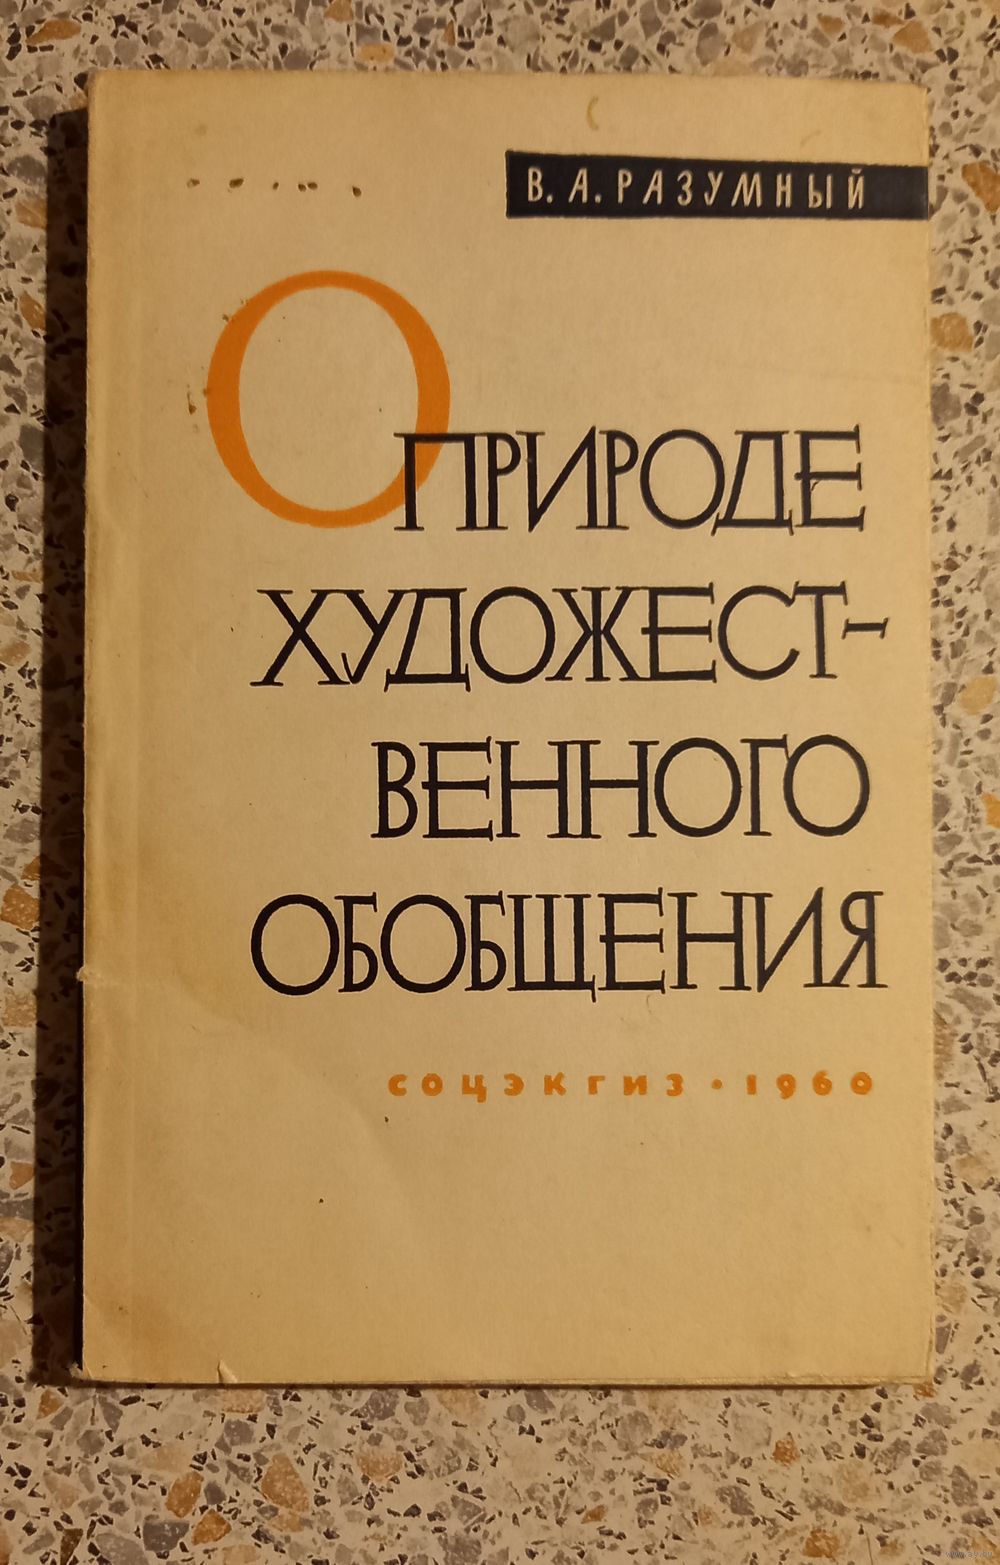 В. А. РАЗУМНЫЙ
О ПРИРОДЕ
ХУДОЖЕСТ-
ВЕННОГО
ОБОБЩЕНИЯ
СОЦЭКГИЗ • 1960